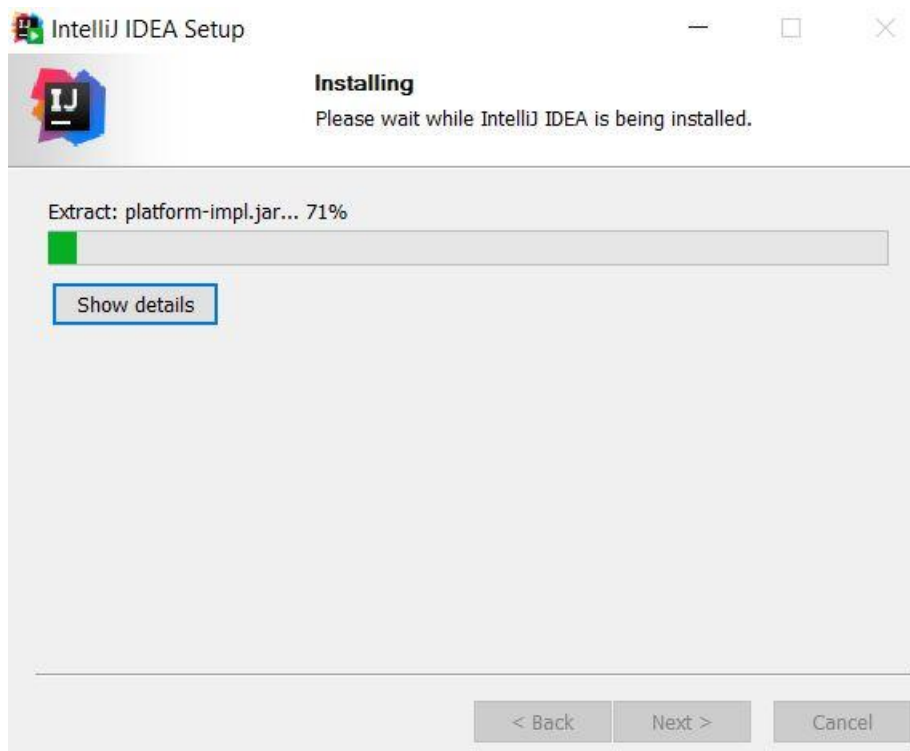 IntelliJ IDEA Setup
IJ
Installing
Please wait while IntelliJ IDEA is being installed.
Extract: platform-impl.jar... 71%
Show details
< Back Next > Cancel